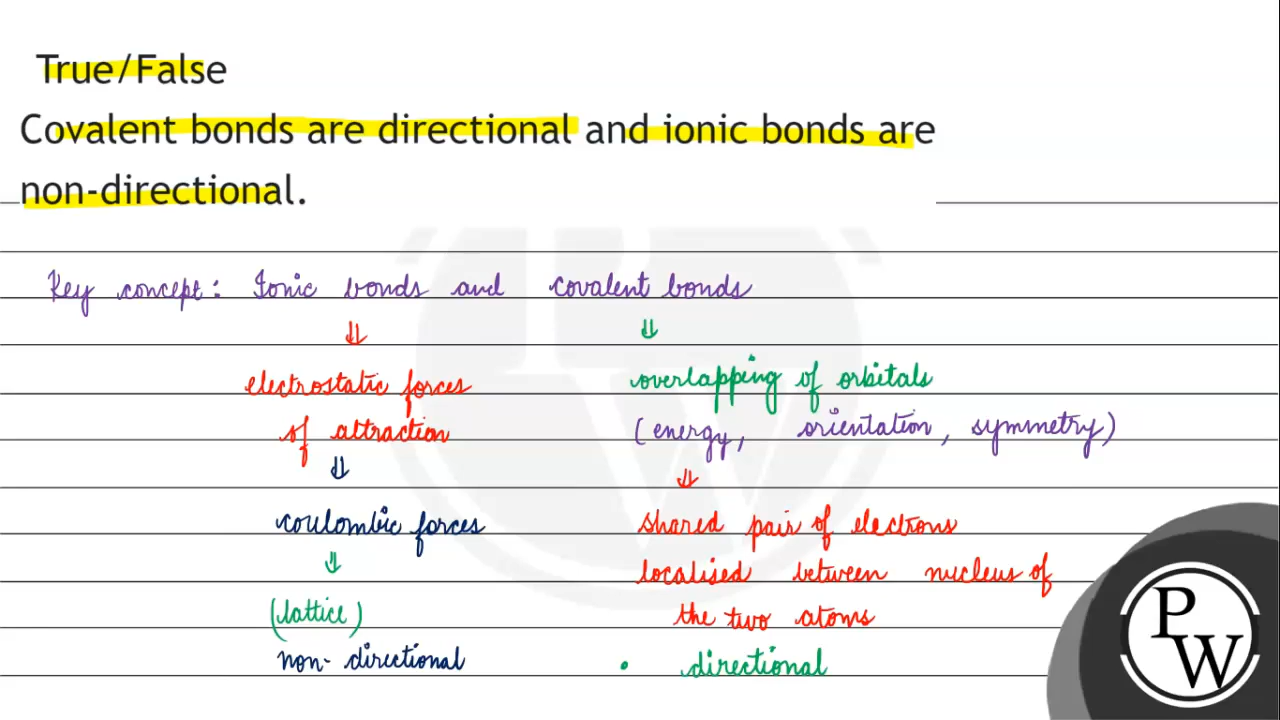 True/False
Covalent bonds are directional and ionic bonds are
non-directional.
Key concept: Ionic bonds and covalent bonds
⇓ ⇓
electrostatic forces overlapping of orbitals
of attraction (energy, orientation, symmetry)
⇓ ⇓
coulombic forces shared pair of electrons
⇓ localised between nucleus of
(lattice) the two atoms
non-directional • directional
PW
PW